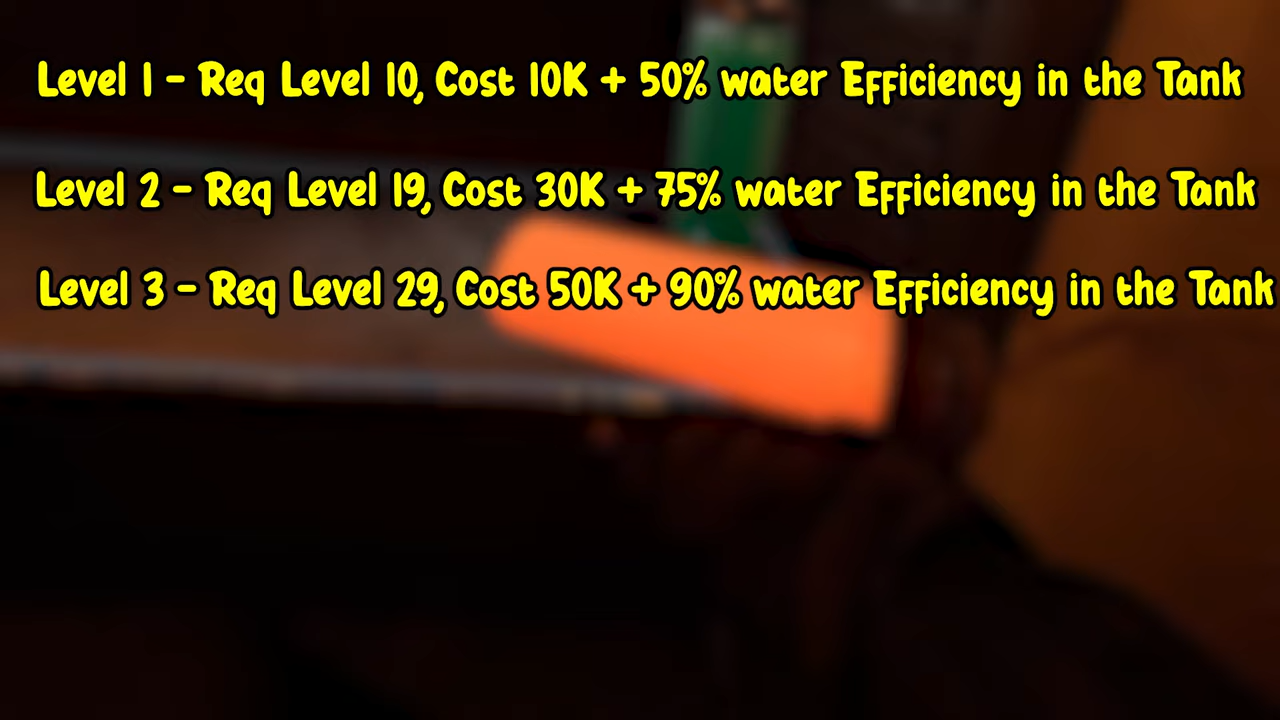 Level 1 - Req Level 10, Cost 10K + 50% water Efficiency in the Tank
Level 2 - Req Level 19, Cost 30K + 75% water Efficiency in the Tank
Level 3 - Req Level 29, Cost 50K + 90% water Efficiency in the Tank